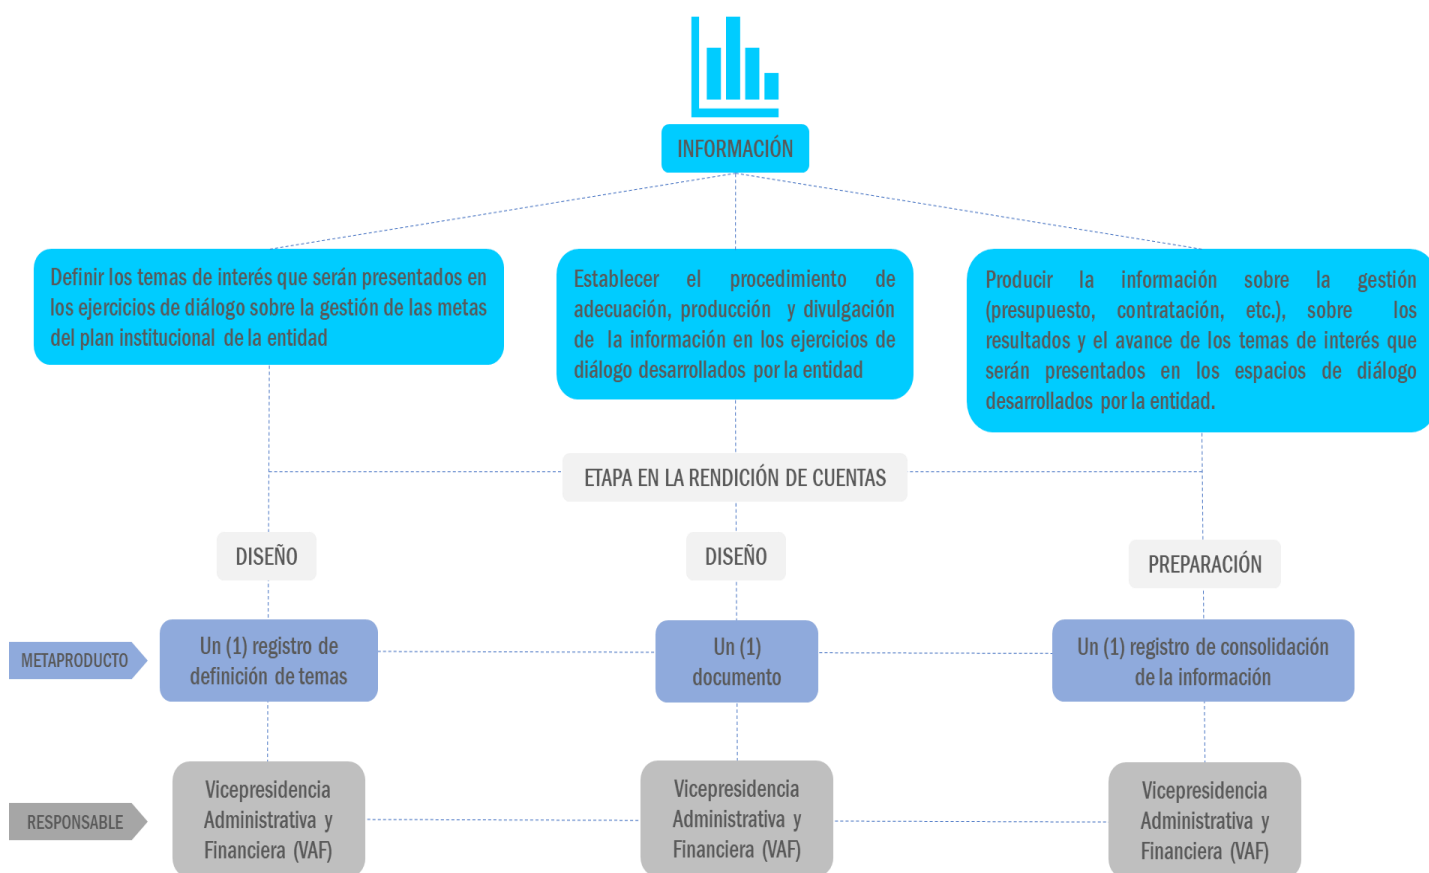 INFORMACIÓN
Definir los temas de interés que serán presentados en
los ejercicios de diálogo sobre la gestión de las metas
del plan institucional de la entidad
Establecer el procedimiento de
adecuación, producción y divulgación
de la información en los ejercicios de
diálogo desarrollados por la entidad
Producir la información sobre la gestión
(presupuesto, contratación, etc.), sobre los
resultados y el avance de los temas de interés que
serán presentados en los espacios de diálogo
desarrollados por la entidad.
ETAPA EN LA RENDICIÓN DE CUENTAS
DISEÑO
DISEÑO
PREPARACIÓN
METAPRODUCTO
Un (1) registro de
definición de temas
Un (1)
documento
Un (1) registro de consolidación
de la información
RESPONSABLE
Vicepresidencia
Administrativa y
Financiera (VAF)
Vicepresidencia
Administrativa y
Financiera (VAF)
Vicepresidencia
Administrativa y
Financiera (VAF)